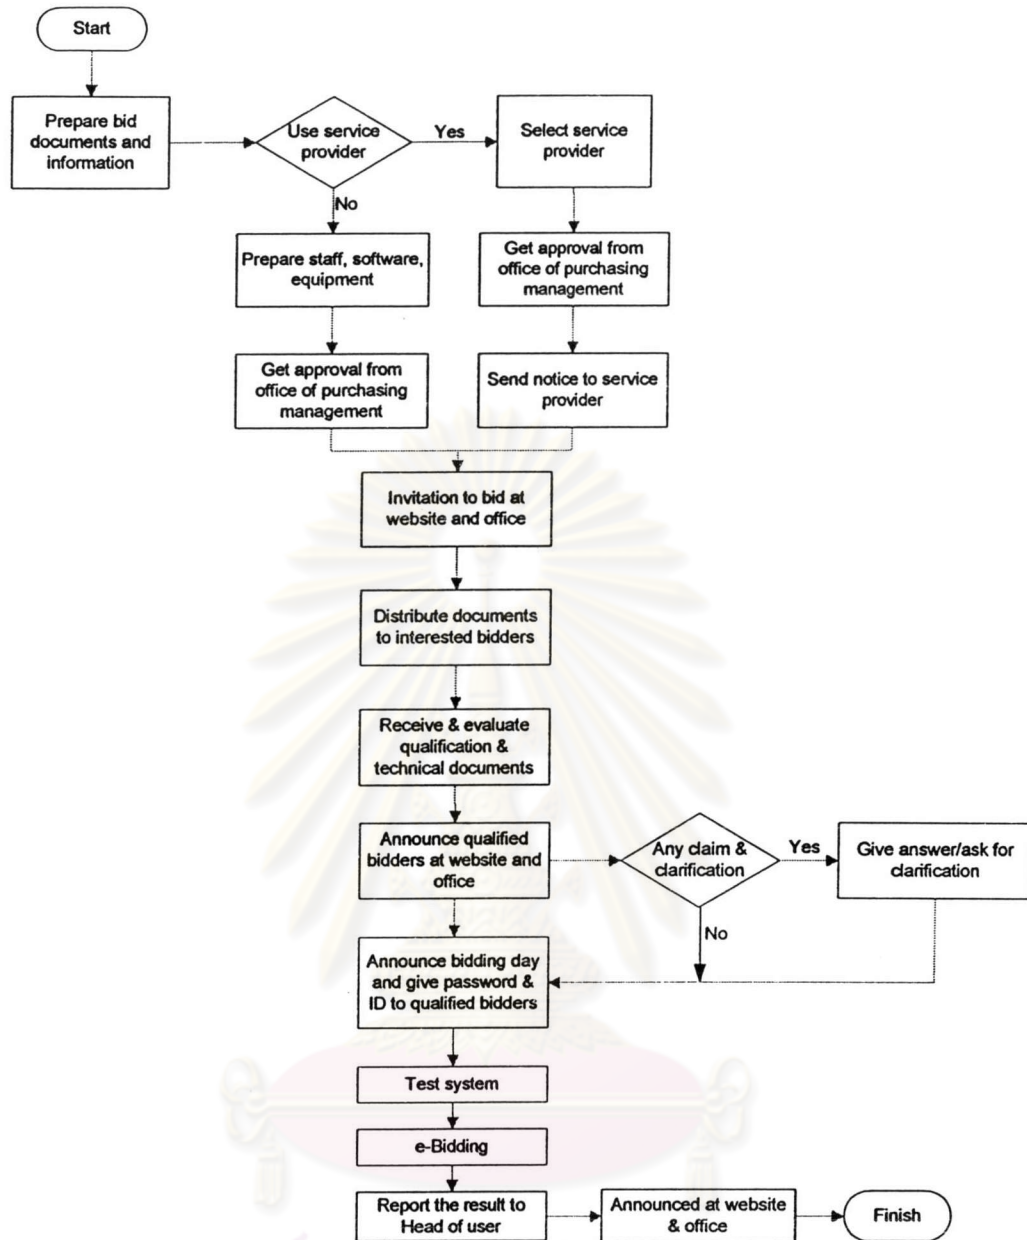 Start
Prepare bid
documents and
information
Use service
provider
Yes
Select service
provider
No
Prepare staff, software,
equipment
Get approval from
office of purchasing
management
Get approval from
office of purchasing
management
Send notice to service
provider
Invitation to bid at
website and office
Distribute documents
to interested bidders
Receive & evaluate
qualification &
technical documents
Announce qualified
bidders at website and
office
Any claim &
clarification
Yes
Give answer/ask for
clarification
No
Announce bidding day
and give password &
ID to qualified bidders
Test system
e-Bidding
Report the result to
Head of user
Announced at website
& office
Finish